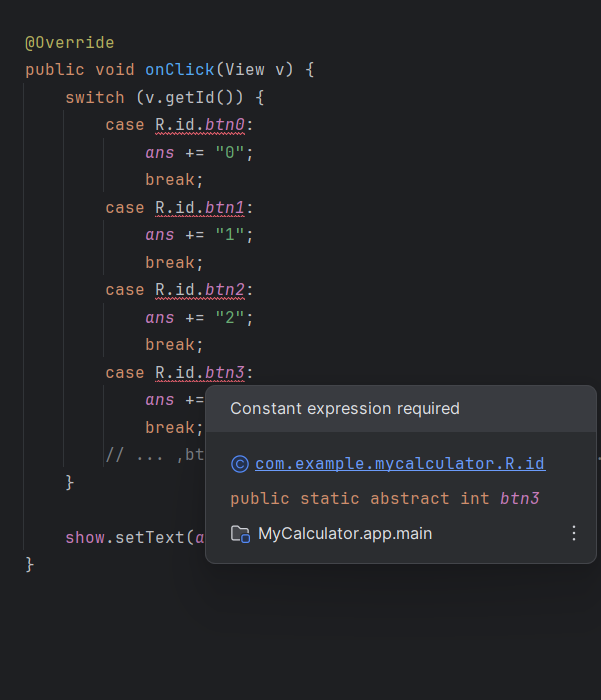 @Override
public void onClick(View v) {
switch (v.getId()) {
case R.id.btn0:
ans += "0";
break;
case R.id.btn1:
ans += "1";
break;
case R.id.btn2:
ans += "2";
break;
case R.id.btn3:
ans +=
break;
// ... ,bt
}
show.setText(a
}
Constant expression required
com.example.mycalculator.R.id
public static abstract int btn3
MyCalculator.app.main